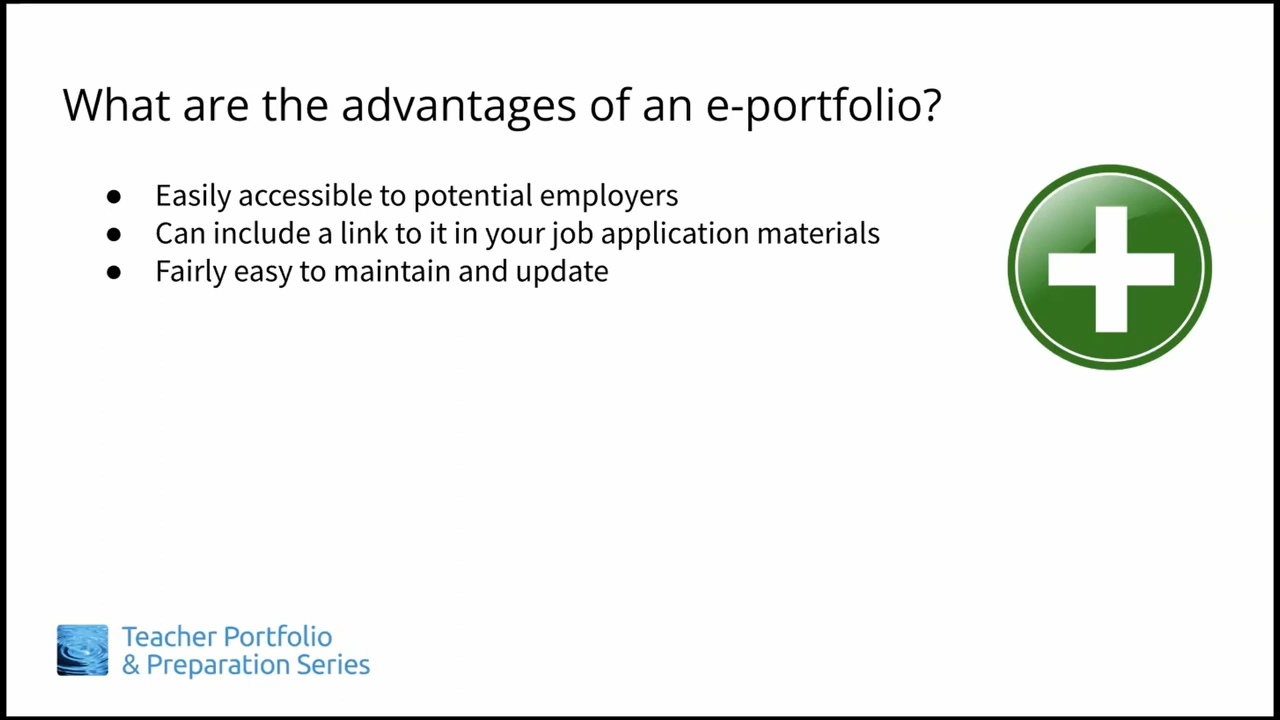 What are the advantages of an e-portfolio?
● Easily accessible to potential employers
● Can include a link to it in your job application materials
● Fairly easy to maintain and update
Teacher Portfolio
& Preparation Series